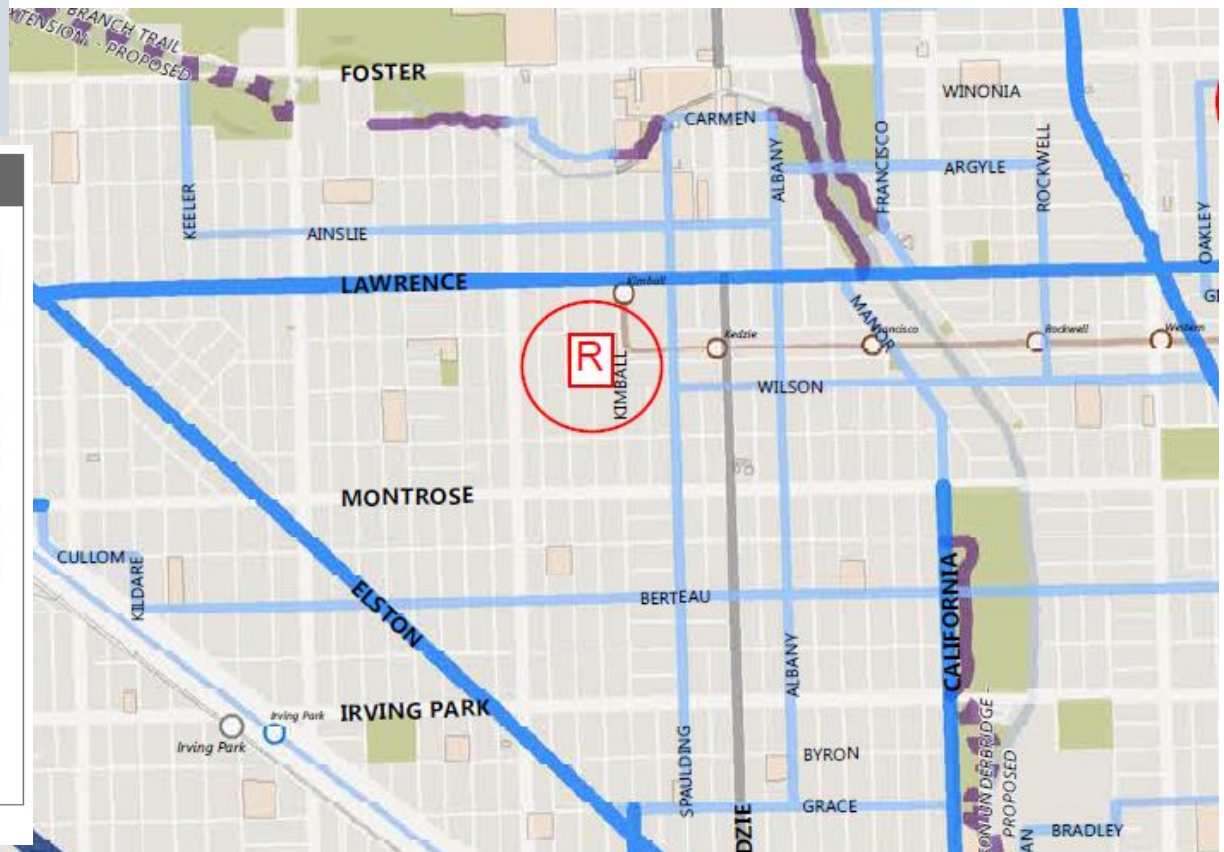 BRANCH TRAIL
EXTENSION - PROPOSED
FOSTER
WINONIA
CARMEN
ARGYLE
KEELER
ALBANY
FRANCISCO
ROCKWELL
OAKLEY
AINSLIE
LAWRENCE
Kimball
MANOR
Kedzie
Francisco
Rockwell
Western
R
KIMBALL
WILSON
MONTROSE
CULLOM
KILDARE
ELSTON
BERTEAU
CALIFORNIA
ALBANY
IRVING PARK
Irving Park
Irving Park
SPAULDING
BYRON
GRACE
DZIE
UNDERBRIDGE -
PROPOSED
BRADLEY